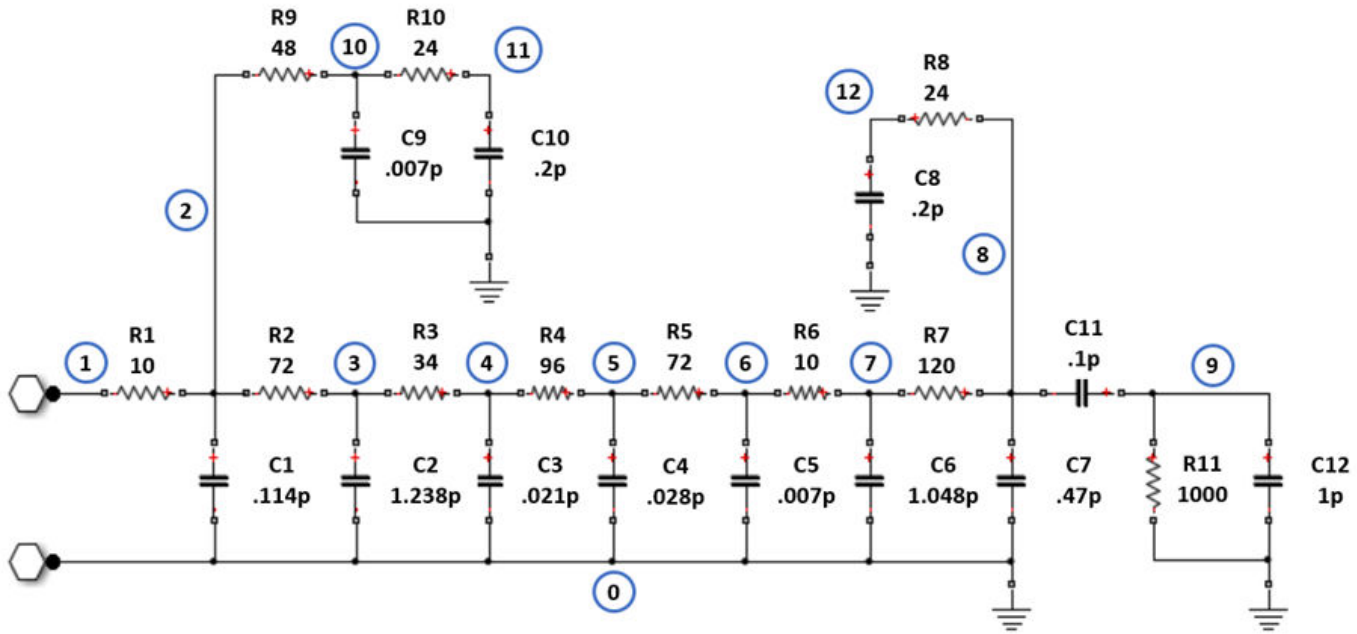 R9
48
10
R10
24
11
C9
.007p
C10
.2p
12
R8
24
C8
.2p
2
8
1
R1
10
R2
72
3
R3
34
4
R4
96
5
R5
72
6
R6
10
7
R7
120
C11
.1p
9
C1
.114p
C2
1.238p
C3
.021p
C4
.028p
C5
.007p
C6
1.048p
C7
.47p
R11
1000
C12
1p
0